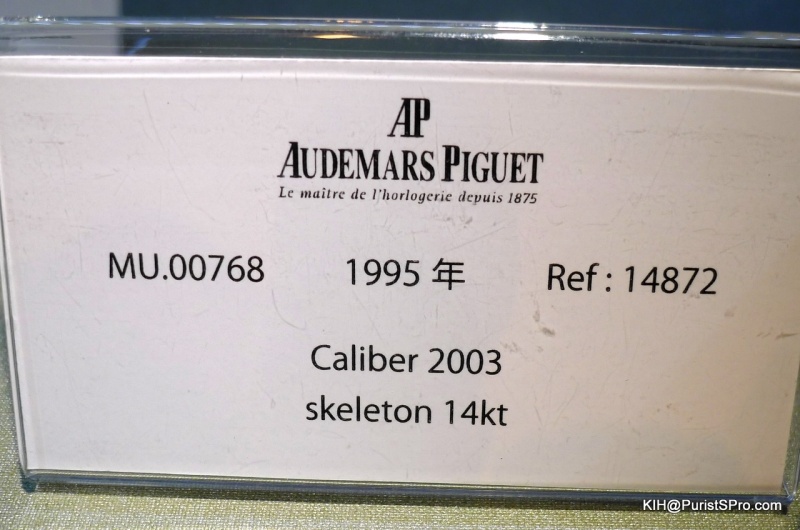 AP
AUDEMARS PIGUET
Le maître de l'horlogerie depuis 1875
MU.00768 1995 年 Ref : 14872
Caliber 2003
skeleton 14kt
KIH@PuristSPro.com